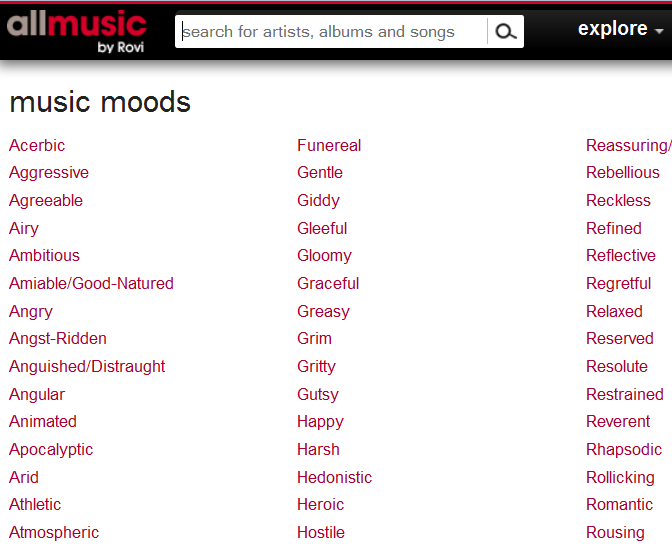 allmusic
by Rovi
search for artists, albums and songs
explore
music moods
Acerbic
Aggressive
Agreeable
Airy
Ambitious
Amiable/Good-Natured
Angry
Angst-Ridden
Anguished/Distraught
Angular
Animated
Apocalyptic
Arid
Athletic
Atmospheric
Funereal
Gentle
Giddy
Gleeful
Gloomy
Graceful
Greasy
Grim
Gritty
Gutsy
Happy
Harsh
Hedonistic
Heroic
Hostile
Reassuring/
Rebellious
Reckless
Refined
Reflective
Regretful
Relaxed
Reserved
Resolute
Restrained
Reverent
Rhapsodic
Rollicking
Romantic
Rousing